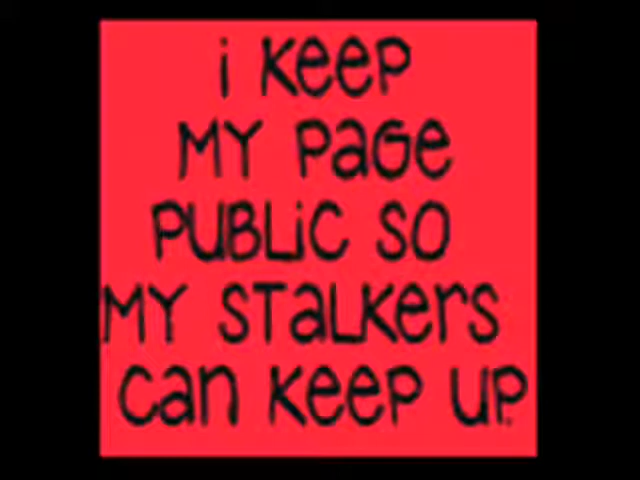 i Keep
MY PaGe
PUBLiC SO
MY STaLKers
Can KeeP UP.